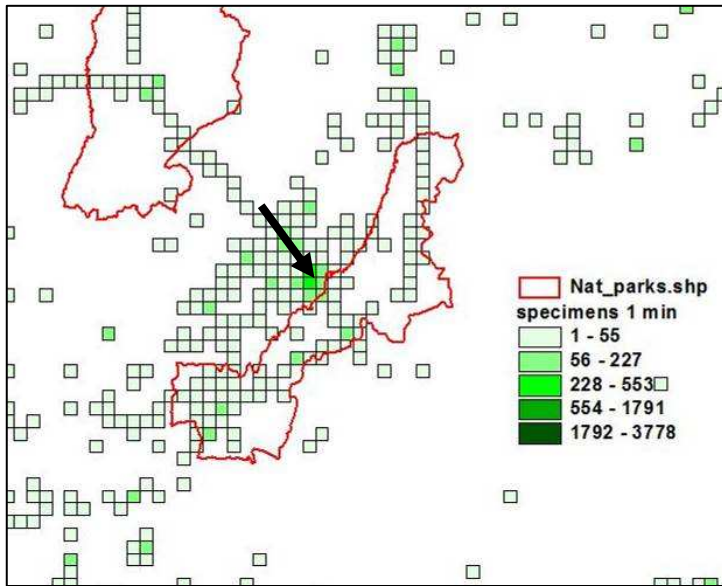 Nat_parks.shp
specimens 1 min
1 - 55
56 - 227
228 - 553
554 - 1791
1792 - 3778